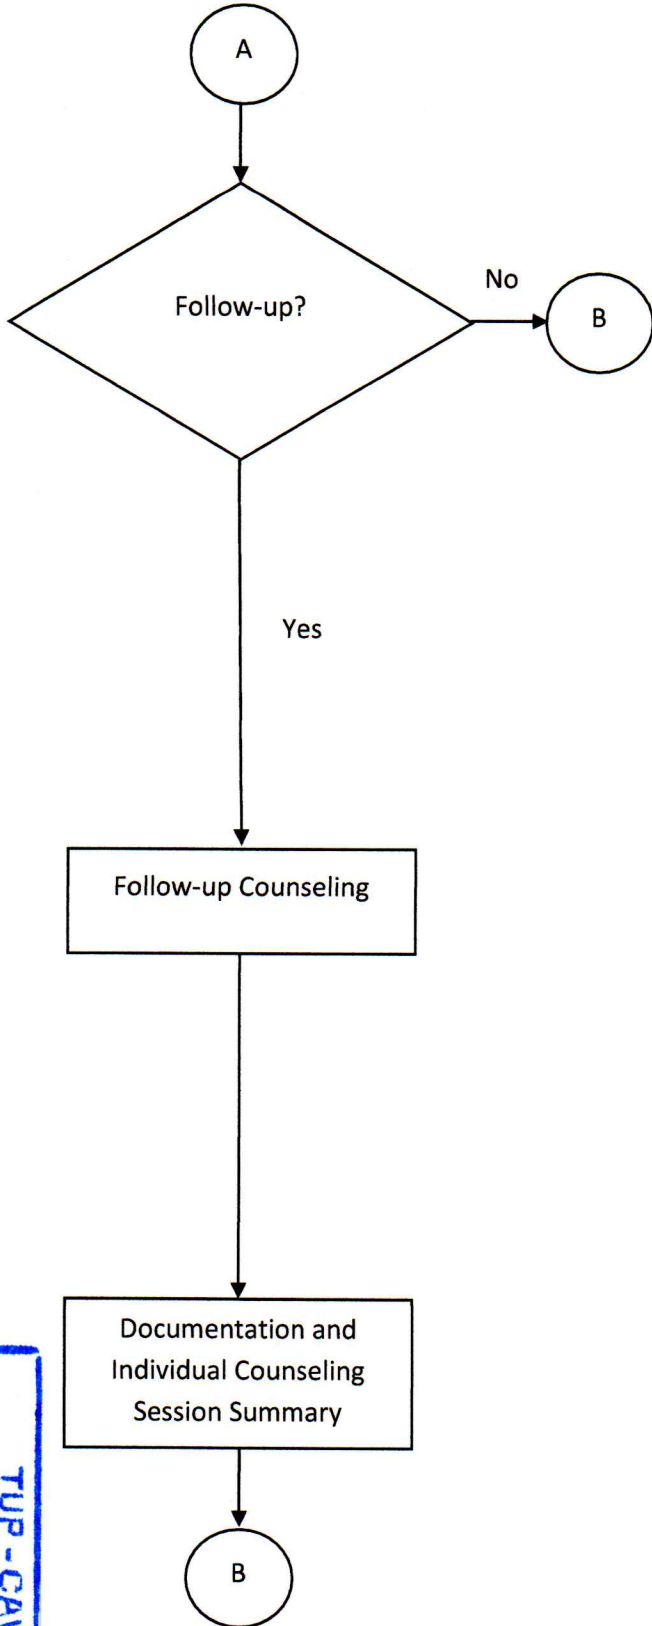 A
Follow-up?
No
B
Yes
Follow-up Counseling
Documentation and
Individual Counseling
Session Summary
B